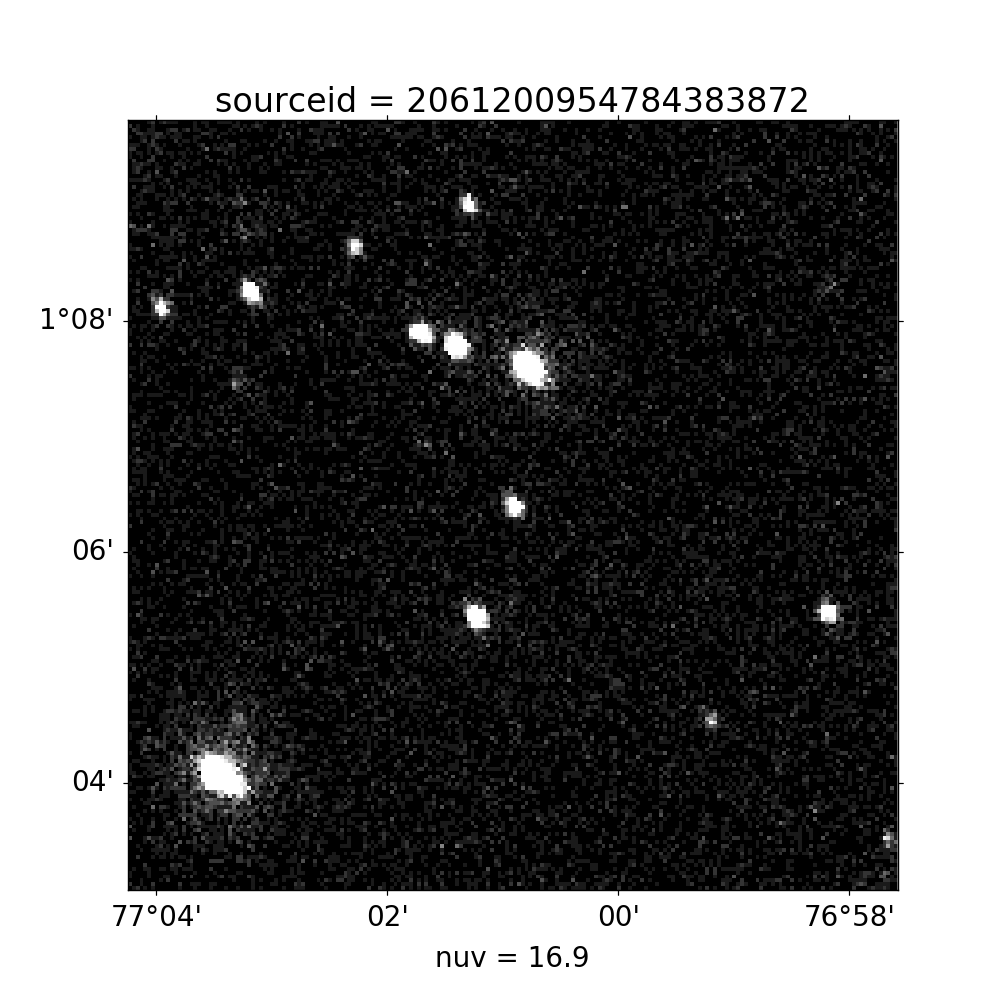 sourceid = 2061200954784383872
1°08'
06'
04'
77°04' 02' 00' 76°58'
nuv = 16.9